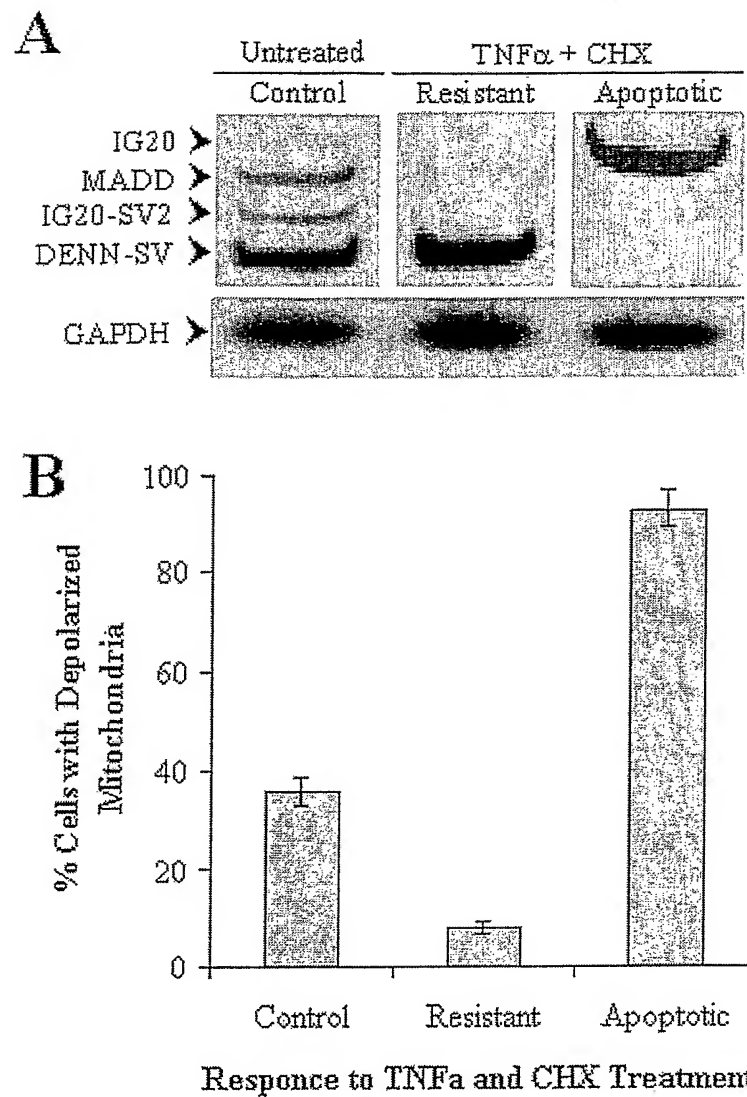 A
Untreated TNFα + CHX
Control Resistant Apoptotic
IG20
MADD
IG20-SV2
DENN-SV
GAPDH
B
% Cells with Depolarized
Mitochondria
100
80
60
40
20
0
Control Resistant Apoptotic
Responce to TNFa and CHX Treatment